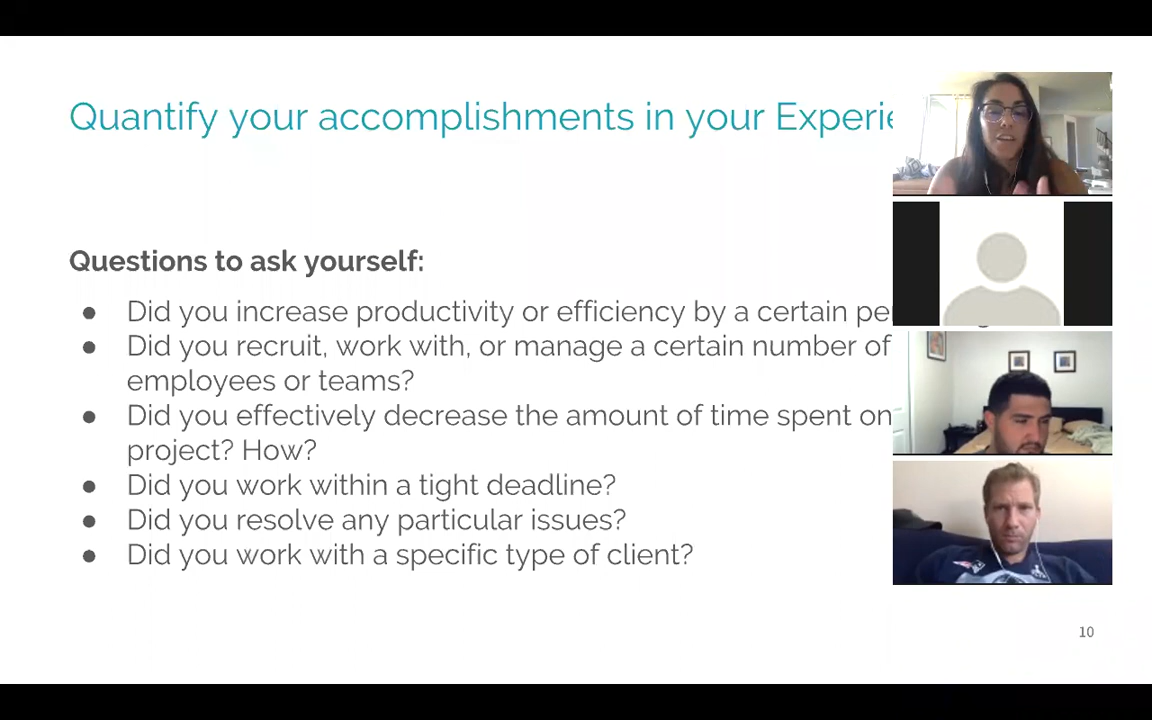 Quantify your accomplishments in your
Questions to ask yourself:
● Did you increase productivity or efficiency by a certain
● Did you recruit, work with, or manage a certain number of
employees or teams?
● Did you effectively decrease the amount of time spent on
project? How?
● Did you work within a tight deadline?
● Did you resolve any particular issues?
● Did you work with a specific type of client?
10